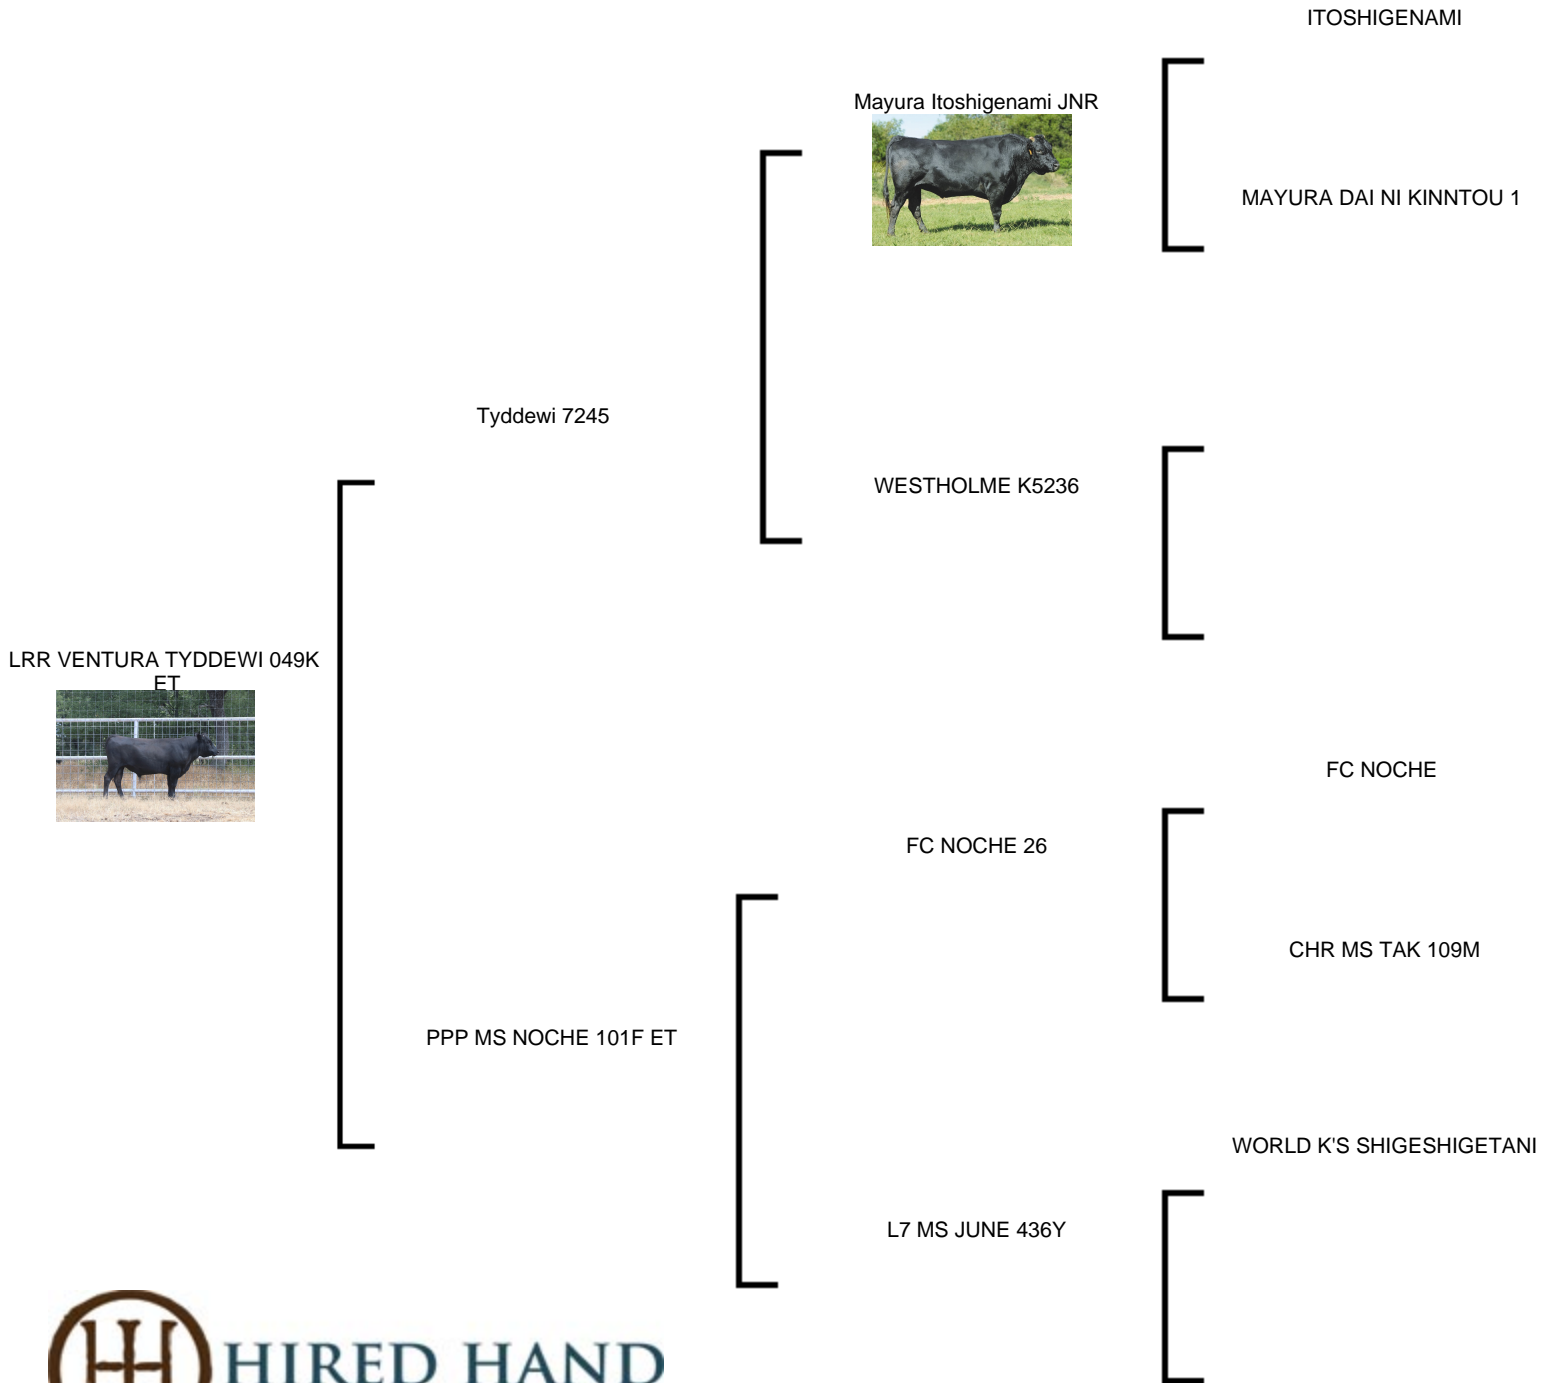 ITOSHIGENAMI
Mayura Itoshigenami JNR
MAYURA DAI NI KINNTOU 1
Tyddewi 7245
WESTHOLME K5236
LRR VENTURA TYDDEWI 049K
ET
FC NOCHE
FC NOCHE 26
CHR MS TAK 109M
PPP MS NOCHE 101F ET
WORLD K'S SHIGESHIGETANI
L7 MS JUNE 436Y
HIRED HAND